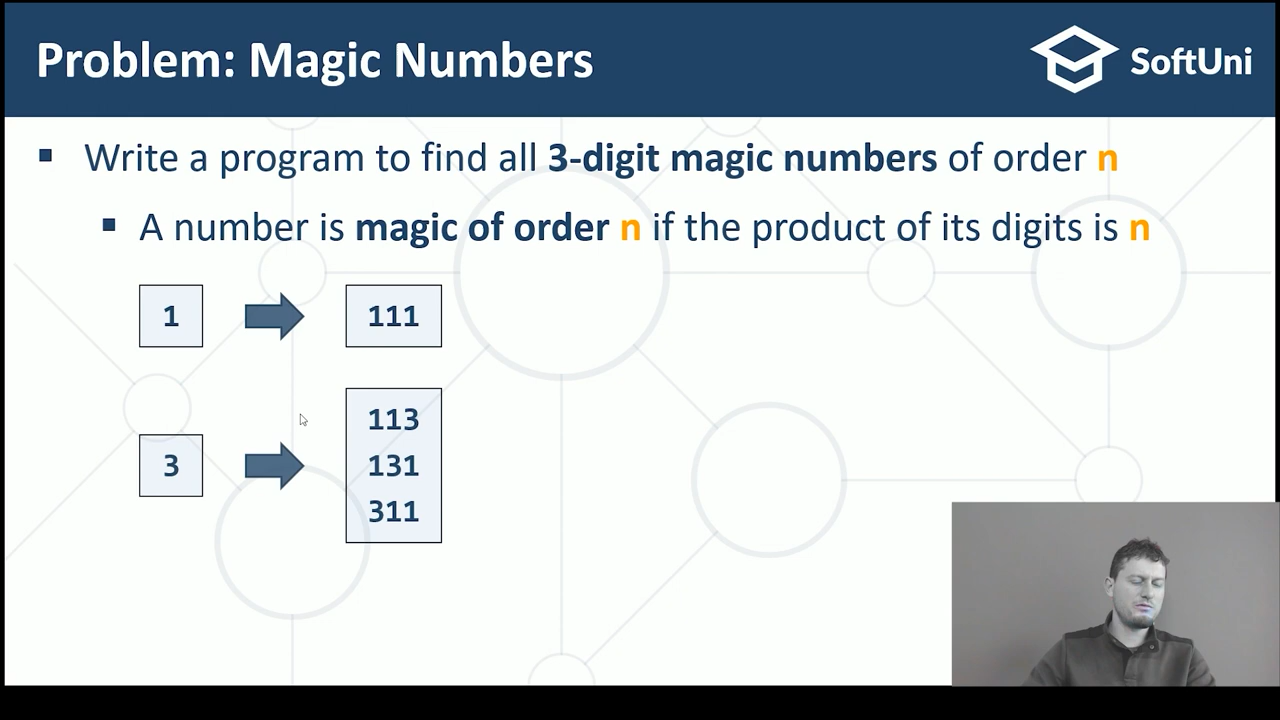 Problem: Magic Numbers
SoftUni
Write a program to find all 3-digit magic numbers of order n
A number is magic of order n if the product of its digits is n
1
111
3
113
131
311